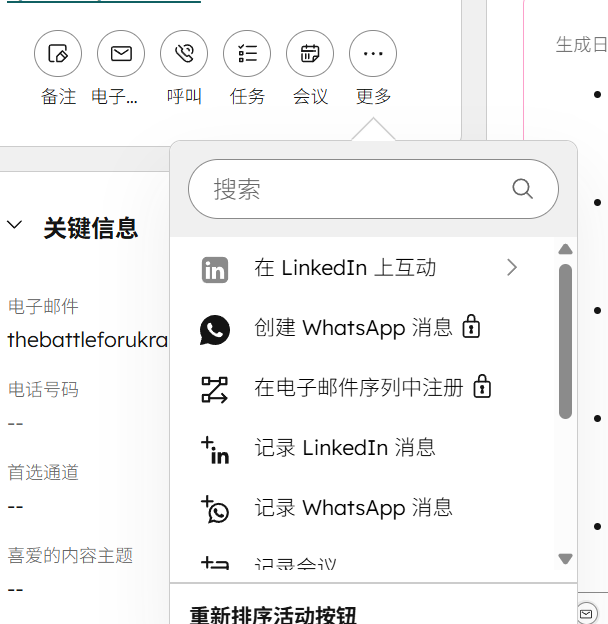 备注
电子...
呼叫
任务
会议
更多
生成日
搜索
关键信息
在 LinkedIn 上互动
电子邮件
thebattleforukra
创建 WhatsApp 消息
电话号码
--
在电子邮件序列中注册
记录 LinkedIn 消息
首选通道
--
记录 WhatsApp 消息
喜爱的内容主题
--
记录会议
重新排序活动按钮